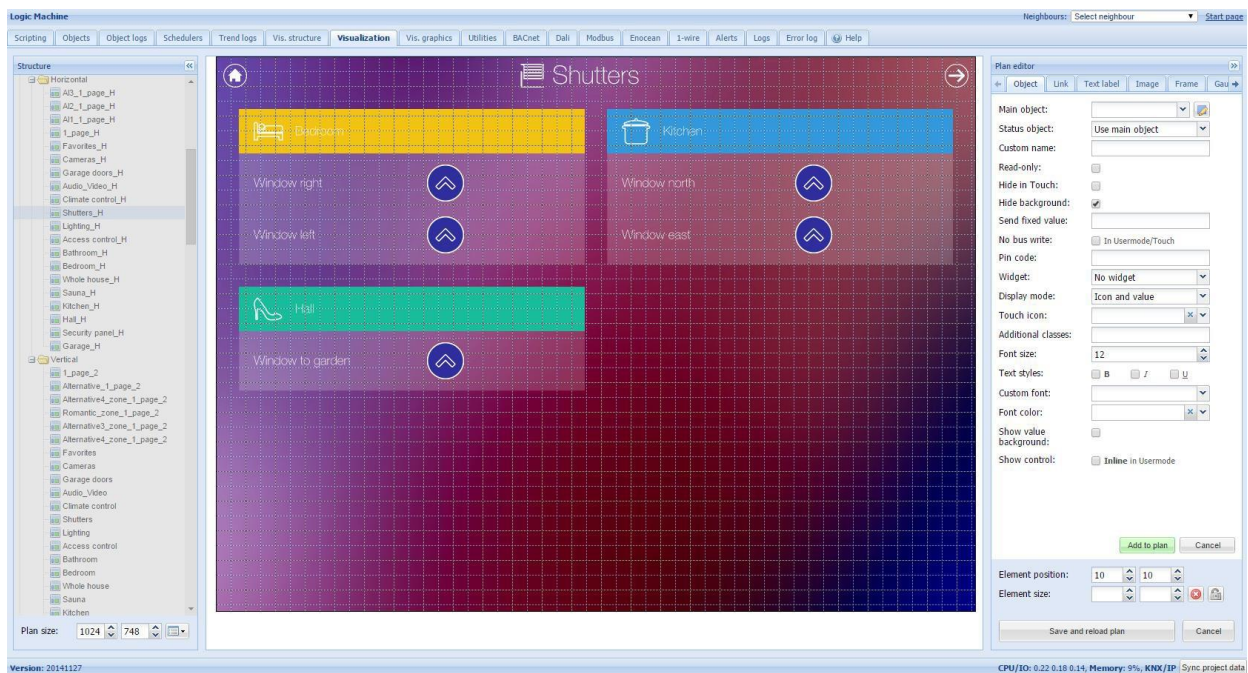 Logic Machine
Neighbours: Select neighbour Start page
Scripting Objects Object logs Schedulers Trend logs Vis. structure Visualization Vis. graphics Utilities BACnet Dali Modbus Enocean 1-wire Alerts Logs Error log Help
Structure
Horizontal
AI3_1_page_H
AI2_1_page_H
AI1_1_page_H
1_page_H
Favorites_H
Cameras_H
Garage doors_H
Audio_Video_H
Climate control_H
Shutters_H
Lighting_H
Access control_H
Bathroom_H
Bedroom_H
Whole house_H
Sauna_H
Kitchen_H
Hall_H
Security panel_H
Garage_H
Vertical
1_page_2
Alternative_1_page_2
Alternative4_zone_1_page_2
Romantic_zone_1_page_2
Alternative3_zone_1_page_2
Alternative4_zone_1_page_2
Favorites
Cameras
Garage doors
Audio_Video
Climate control
Shutters
Lighting
Access control
Bathroom
Bedroom
Whole house
Sauna
Kitchen
Plan size: 1024 748
Shutters
Bedroom
Window right
Window left
Kitchen
Window north
Window east
Hall
Window to garden
Plan editor
Object Link Text label Image Frame Gau
Main object:
Status object: Use main object
Custom name:
Read-only:
Hide in Touch:
Hide background:
Send fixed value:
No bus write: In Usermode/Touch
Pin code:
Widget: No widget
Display mode: Icon and value
Touch icon:
Additional classes:
Font size: 12
Text styles: B I U
Custom font:
Font color:
Show value
background:
Show control: Inline in Usermode
Add to plan Cancel
Element position: 10 10
Element size:
Save and reload plan Cancel
Version: 20141127
CPU/IO: 0.22 0.18 0.14, Memory: 9%, KNX/IP Sync project data